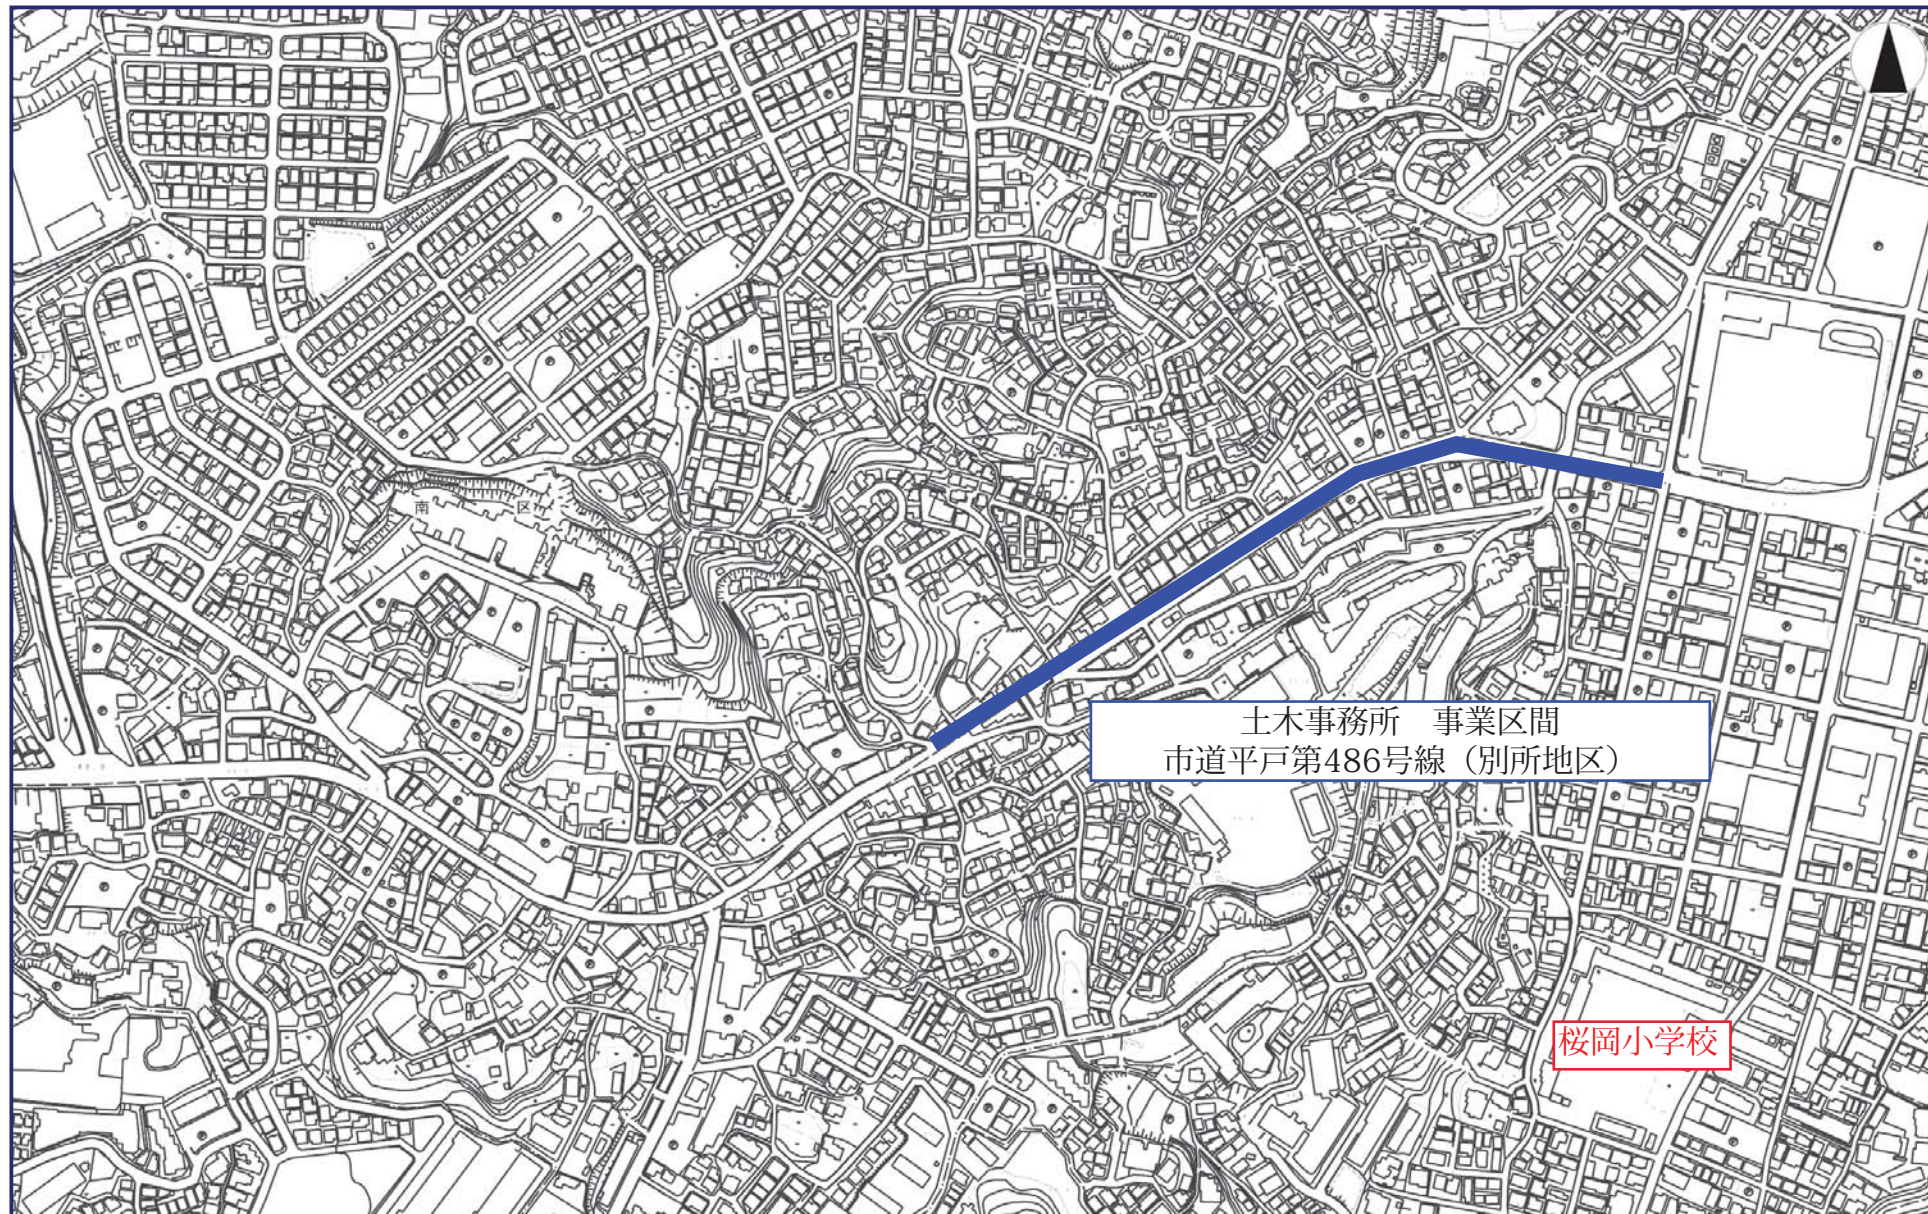 南　区
土木事務所　事業区間
市道平戸第486号線（別所地区）
桜岡小学校